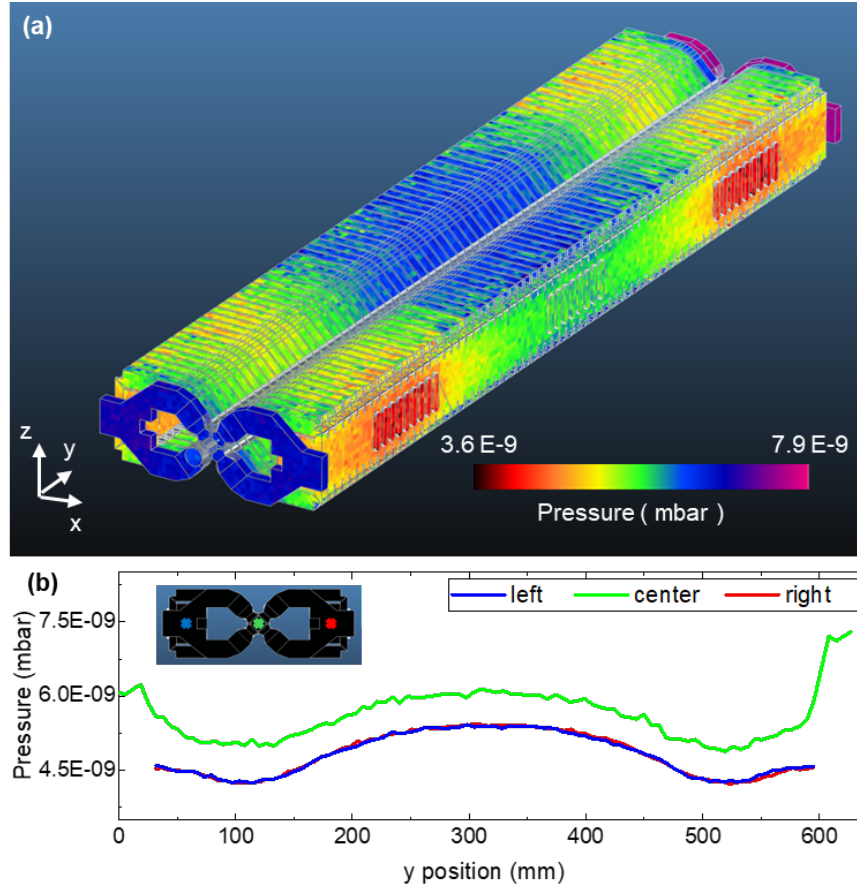 (a)
z
y
x
3.6 E-9 7.9 E-9
Pressure ( mbar )
(b)
left center right
7.5E-09
6.0E-09
4.5E-09
Pressure (mbar)
0 100 200 300 400 500 600
y position (mm)